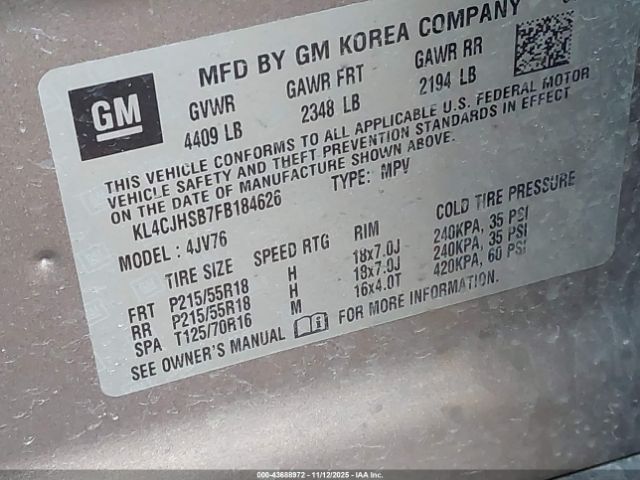 MFD BY GM KOREA COMPANY
GM
GVWR GAWR FRT GAWR RR
4409 LB 2348 LB 2194 LB
THIS VEHICLE CONFORMS TO ALL APPLICABLE U.S. FEDERAL MOTOR
VEHICLE SAFETY AND THEFT PREVENTION STANDARDS IN EFFECT
ON THE DATE OF MANUFACTURE SHOWN ABOVE.
KL4CJHSB7FB184626 TYPE: MPV
MODEL : 4JV76
TIRE SIZE SPEED RTG RIM COLD TIRE PRESSURE
FRT P215/55R18 H 18x7.0J 240KPA, 35 PSI
RR P215/55R18 H 18x7.0J 240KPA, 35 PSI
SPA T125/70R16 M 16x4.0T 420KPA, 60 PSI
SEE OWNER'S MANUAL FOR MORE INFORMATION.
000-43688972 - 11/12/2025 - IAA Inc.